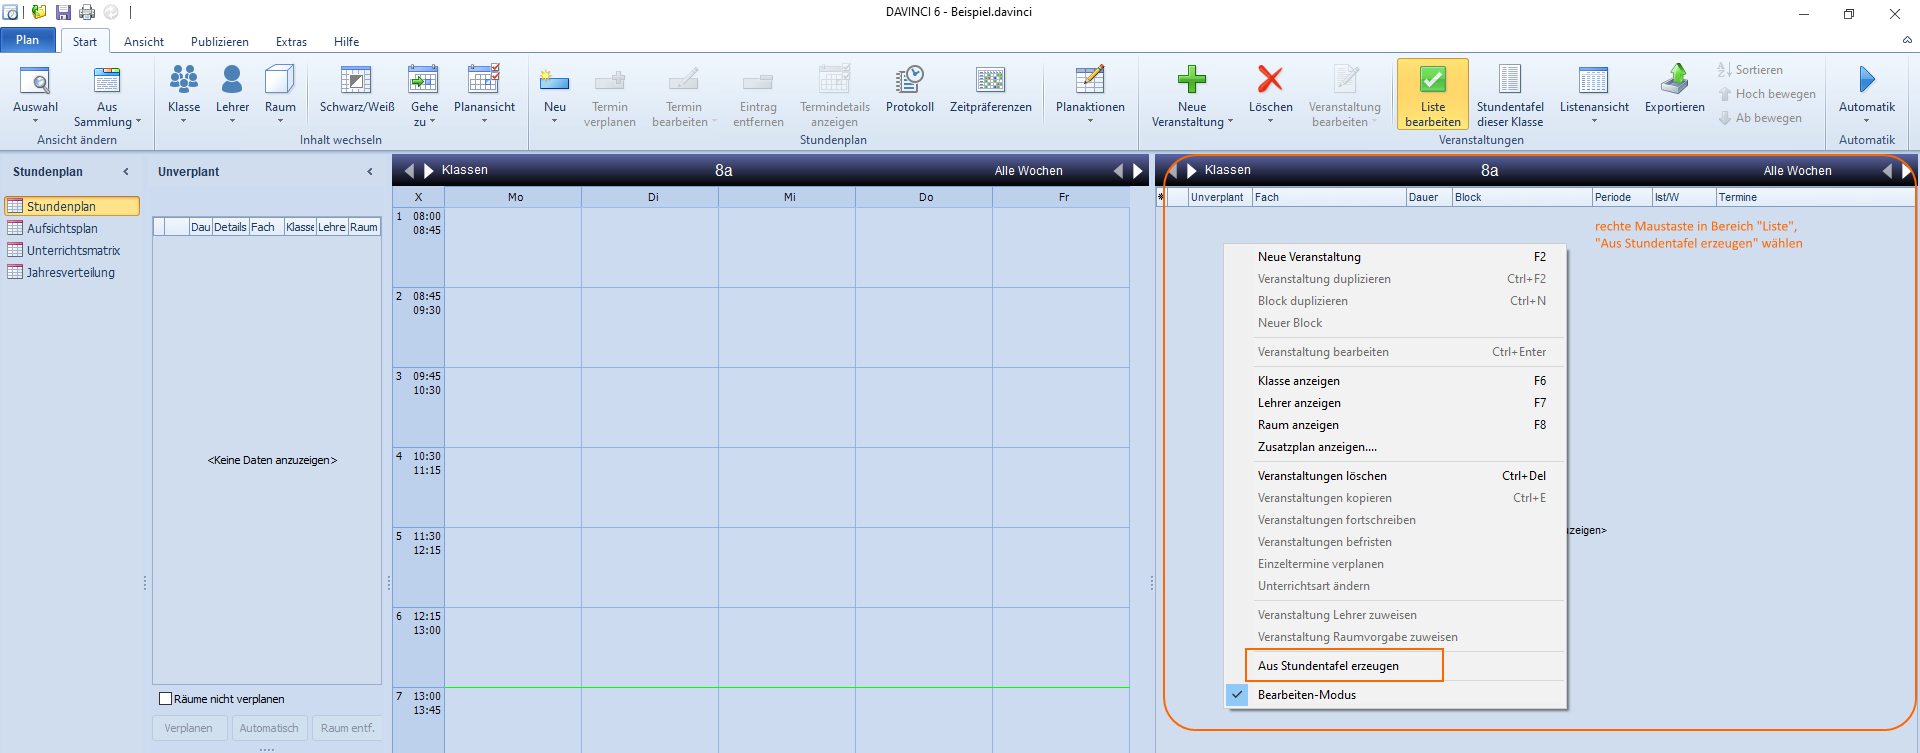 DAVINCI 6 - Beispiel.davinci
Plan Start Ansicht Publizieren Extras Hilfe
Auswahl
Aus Sammlung
Ansicht ändern
Klasse
Lehrer
Raum
Schwarz/Weiß
Gehe zu
Planansicht
Inhalt wechseln
Neu
Termin verplanen
Termin bearbeiten
Eintrag entfernen
Termindetails anzeigen
Protokoll
Zeitpräferenzen
Planaktionen
Stundenplan
Neue Veranstaltung
Löschen
Veranstaltung bearbeiten
Liste bearbeiten
Stundentafel dieser Klasse
Listenansicht
Exportieren
Sortieren
Hoch bewegen
Ab bewegen
Veranstaltungen
Automatik
Automatik
Stundenplan
Stundenplan
Aufsichtsplan
Unterrichtsmatrix
Jahresverteilung
Unverplant
Dau Details Fach Klasse Lehre Raum
<Keine Daten anzuzeigen>
Räume nicht verplanen
Verplanen Automatisch Raum entf.
Klassen 8a Alle Wochen
X Mo Di Mi Do Fr
1 08:00
08:45
2 08:45
09:30
3 09:45
10:30
4 10:30
11:15
5 11:30
12:15
6 12:15
13:00
7 13:00
13:45
Klassen 8a Alle Wochen
* Unverplant Fach Dauer Block Periode Ist/W Termine
rechte Maustaste in Bereich "Liste",
"Aus Stundentafel erzeugen" wählen
Neue Veranstaltung F2
Veranstaltung duplizieren Ctrl+F2
Block duplizieren Ctrl+N
Neuer Block
Veranstaltung bearbeiten Ctrl+Enter
Klasse anzeigen F6
Lehrer anzeigen F7
Raum anzeigen F8
Zusatzplan anzeigen....
Veranstaltungen löschen Ctrl+Del
Veranstaltungen kopieren Ctrl+E
Veranstaltungen fortschreiben
Veranstaltungen befristen
Einzeltermine verplanen
Unterrichtsart ändern
Veranstaltung Lehrer zuweisen
Veranstaltung Raumvorgabe zuweisen
Aus Stundentafel erzeugen
Bearbeiten-Modus
zeigen>